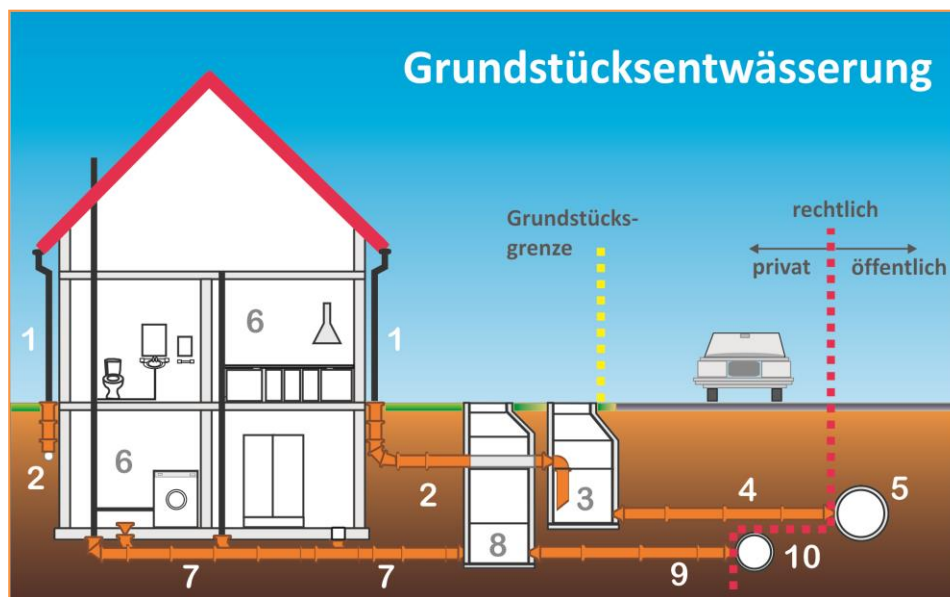 Grundstücksentwässerung
Grundstücks-
grenze
rechtlich
privat öffentlich
1
6
1
2
6
2
3
4
5
8
7
7
9
10